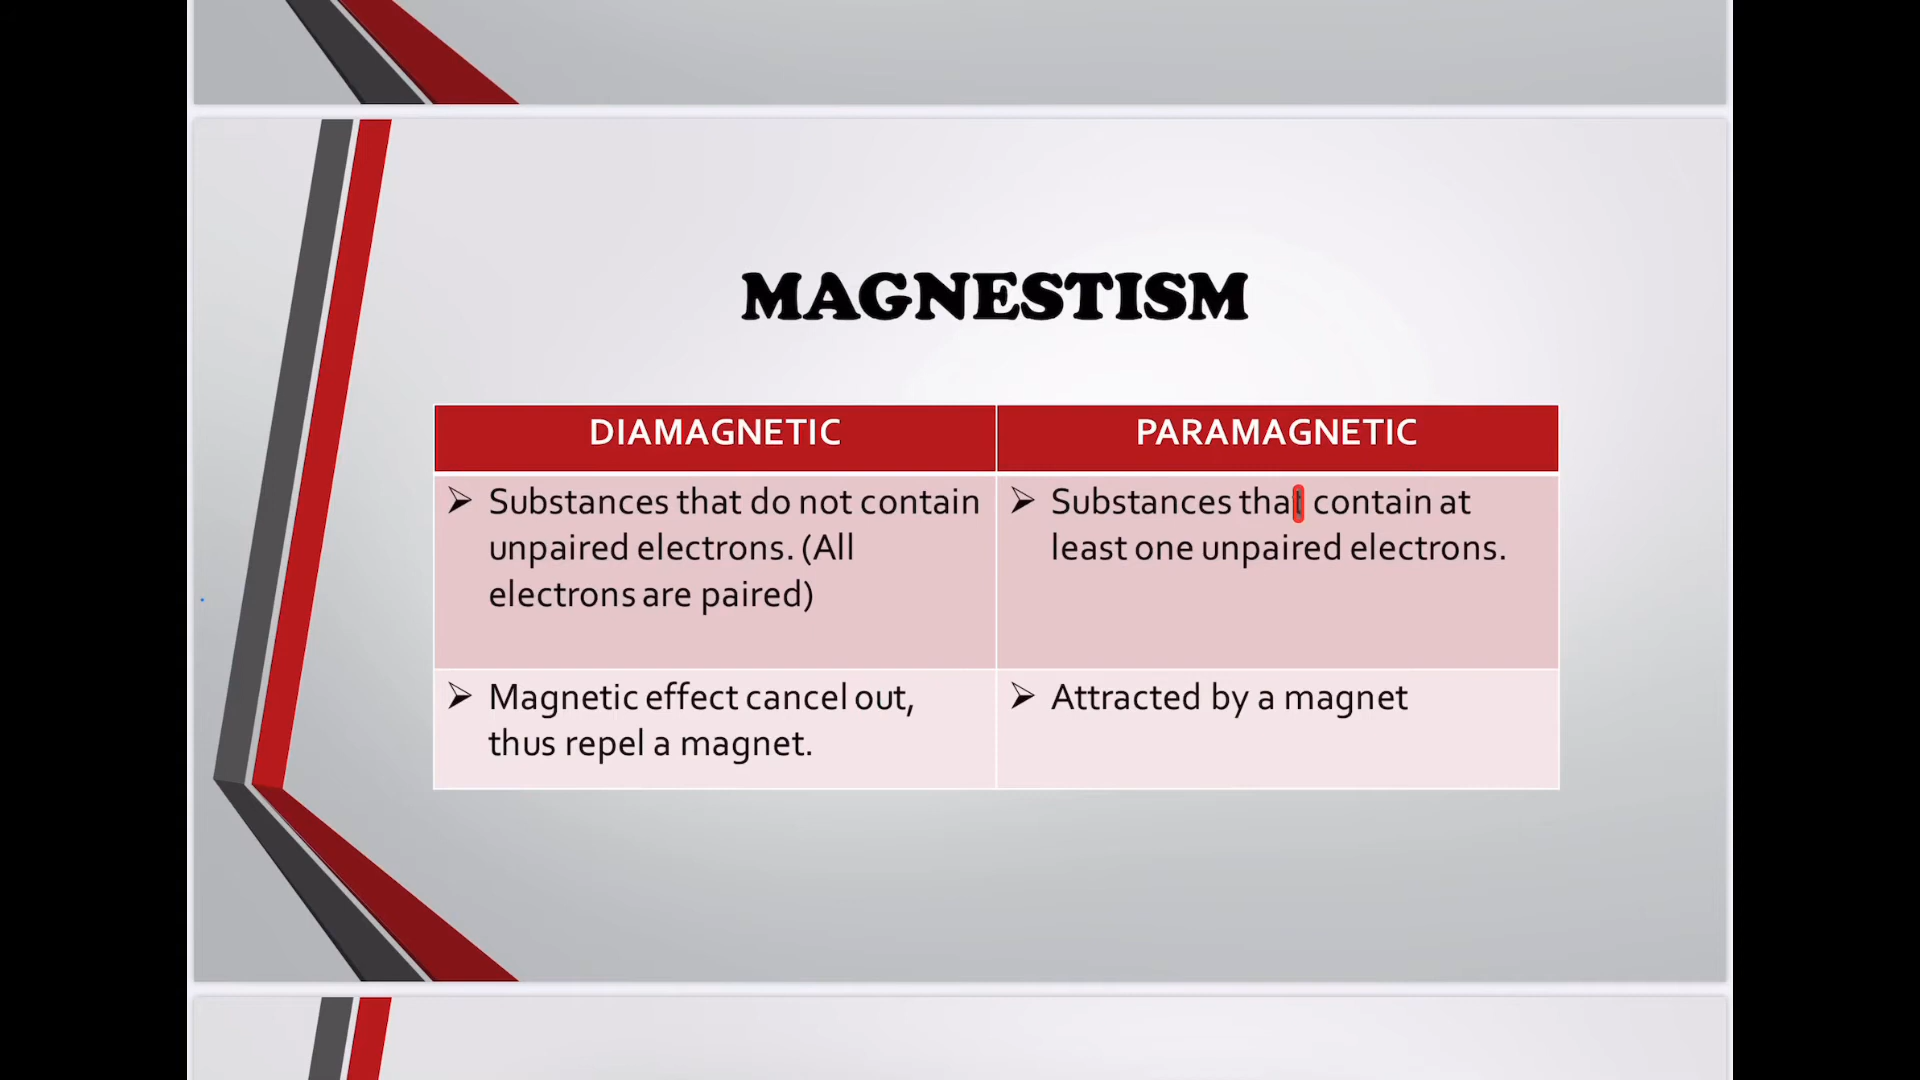 MAGNESTISM
DIAMAGNETIC
PARAMAGNETIC
➢ Substances that do not contain
unpaired electrons. (All
electrons are paired)
➢ Substances that contain at
least one unpaired electrons.
➢ Magnetic effect cancel out,
thus repel a magnet.
➢ Attracted by a magnet